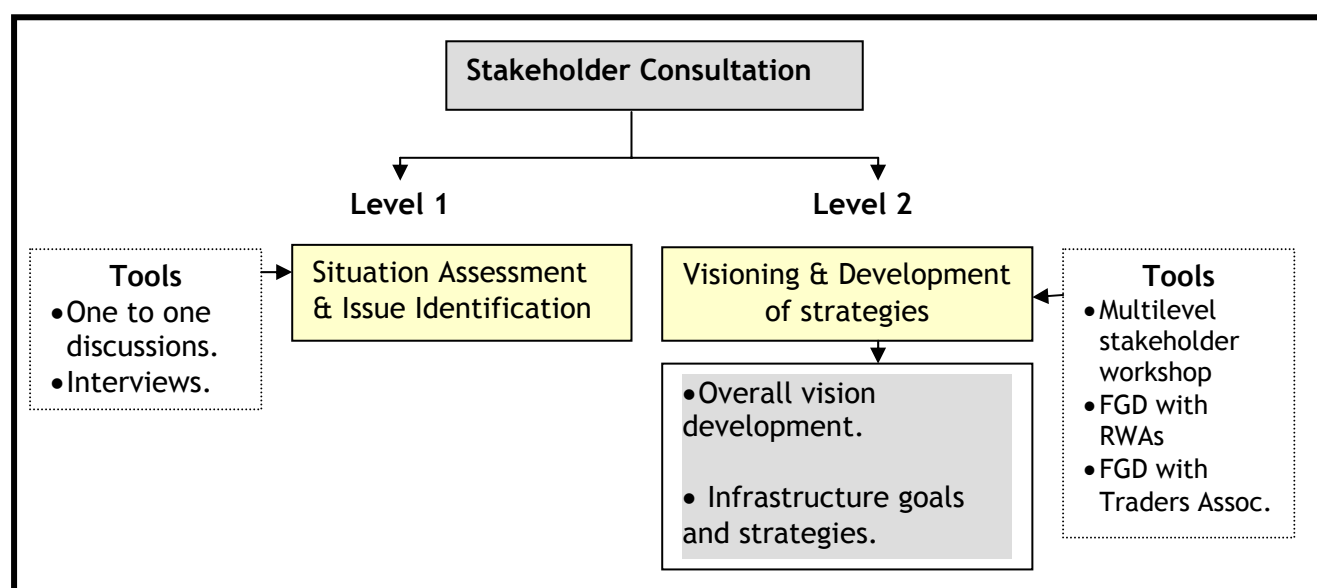 Stakeholder Consultation
Level 1
Level 2
Tools
•One to one
discussions.
•Interviews.
Situation Assessment
& Issue Identification
Visioning & Development
of strategies
Tools
•Multilevel
stakeholder
workshop
•FGD with
RWAs
•FGD with
Traders Assoc.
•Overall vision
development.
• Infrastructure goals
and strategies.